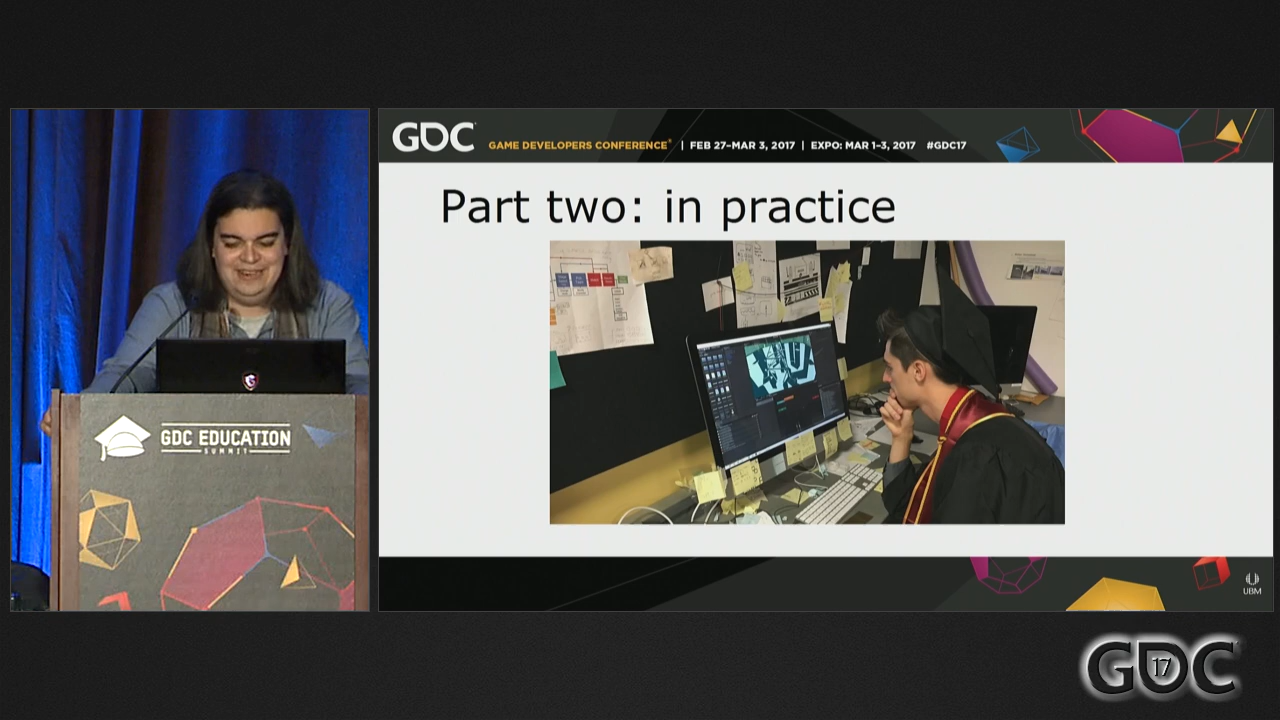 GDC
GAME DEVELOPERS CONFERENCE® | FEB 27–MAR 3, 2017 | EXPO: MAR 1–3, 2017 #GDC17
Part two: in practice
GDC EDUCATION
SUMMIT
UBM
GDC
17